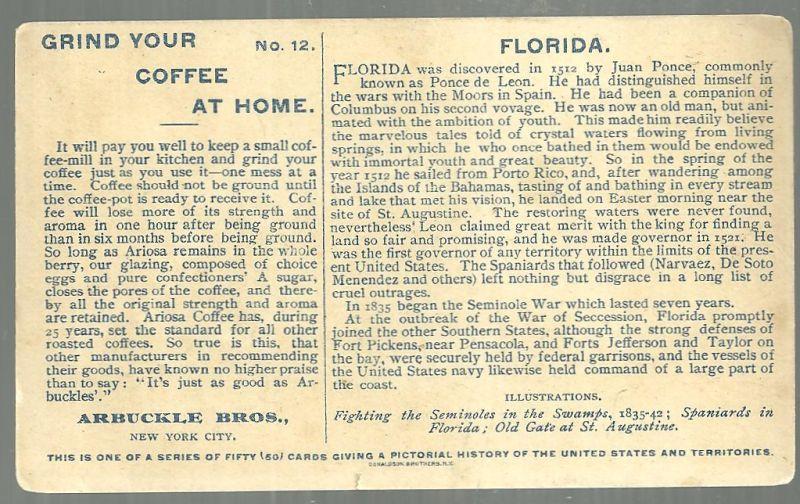 GRIND YOUR No. 12.
COFFEE
AT HOME.
It will pay you well to keep a small cof-
fee-mill in your kitchen and grind your
coffee just as you use it—one mess at a
time. Coffee should not be ground until
the coffee-pot is ready to receive it. Cof-
fee will lose more of its strength and
aroma in one hour after being ground
than in six months before being ground.
So long as Ariosa remains in the whole
berry, our glazing, composed of choice
eggs and pure confectioners' A sugar,
closes the pores of the coffee, and there-
by all the original strength and aroma
are retained. Ariosa Coffee has, during
25 years, set the standard for all other
roasted coffees. So true is this, that
other manufacturers in recommending
their goods, have known no higher praise
than to say: "It's just as good as Ar-
buckles'."
ARBUCKLE BROS.,
NEW YORK CITY.
FLORIDA.
FLORIDA was discovered in 1512 by Juan Ponce, commonly
known as Ponce de Leon. He had distinguished himself in
the wars with the Moors in Spain. He had been a companion of
Columbus on his second voyage. He was now an old man, but ani-
mated with the ambition of youth. This made him readily believe
the marvelous tales told of crystal waters flowing from living
springs, in which he who once bathed in them would be endowed
with immortal youth and great beauty. So in the spring of the
year 1512 he sailed from Porto Rico, and, after wandering among
the Islands of the Bahamas, tasting of and bathing in every stream
and lake that met his vision, he landed on Easter morning near the
site of St. Augustine. The restoring waters were never found,
nevertheless' Leon claimed great merit with the king for finding a
land so fair and promising, and he was made governor in 1521. He
was the first governor of any territory within the limits of the pres-
ent United States. The Spaniards that followed (Narvaez, De Soto
Menendez and others) left nothing but disgrace in a long list of
cruel outrages.
In 1835 began the Seminole War which lasted seven years.
At the outbreak of the War of Seccession, Florida promptly
joined the other Southern States, although the strong defenses of
Fort Pickens, near Pensacola, and Forts Jefferson and Taylor on
the bay, were securely held by federal garrisons, and the vessels of
the United States navy likewise held command of a large part of
the coast.
ILLUSTRATIONS.
Fighting the Seminoles in the Swamps, 1835-42; Spaniards in
Florida; Old Gate at St. Augustine.
THIS IS ONE OF A SERIES OF FIFTY (50) CARDS GIVING A PICTORIAL HISTORY OF THE UNITED STATES AND TERRITORIES.
DONALDSON BROTHERS, N.Y.